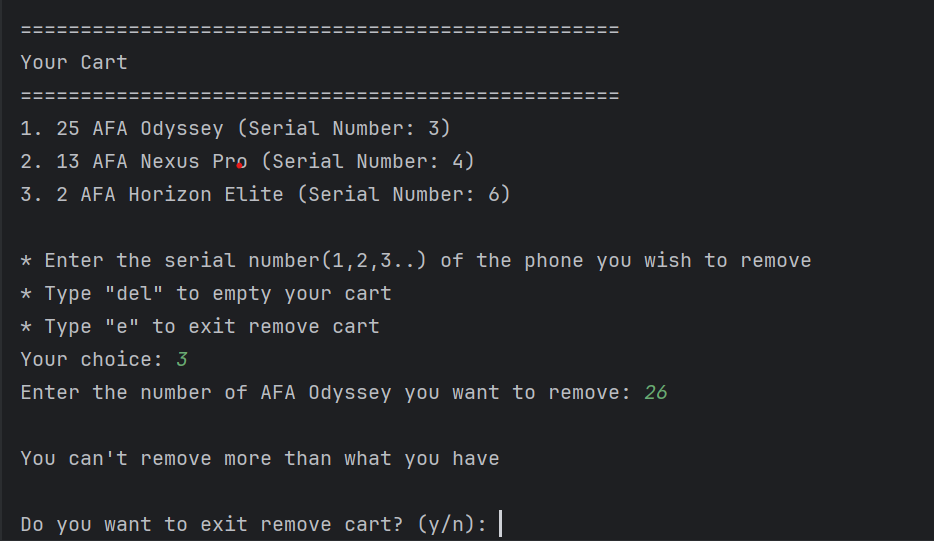 ==================================================
Your Cart
==================================================
1. 25 AFA Odyssey (Serial Number: 3)
2. 13 AFA Nexus Pro (Serial Number: 4)
3. 2 AFA Horizon Elite (Serial Number: 6)
* Enter the serial number(1,2,3..) of the phone you wish to remove
* Type "del" to empty your cart
* Type "e" to exit remove cart
Your choice: 3
Enter the number of AFA Odyssey you want to remove: 26
You can't remove more than what you have
Do you want to exit remove cart? (y/n):